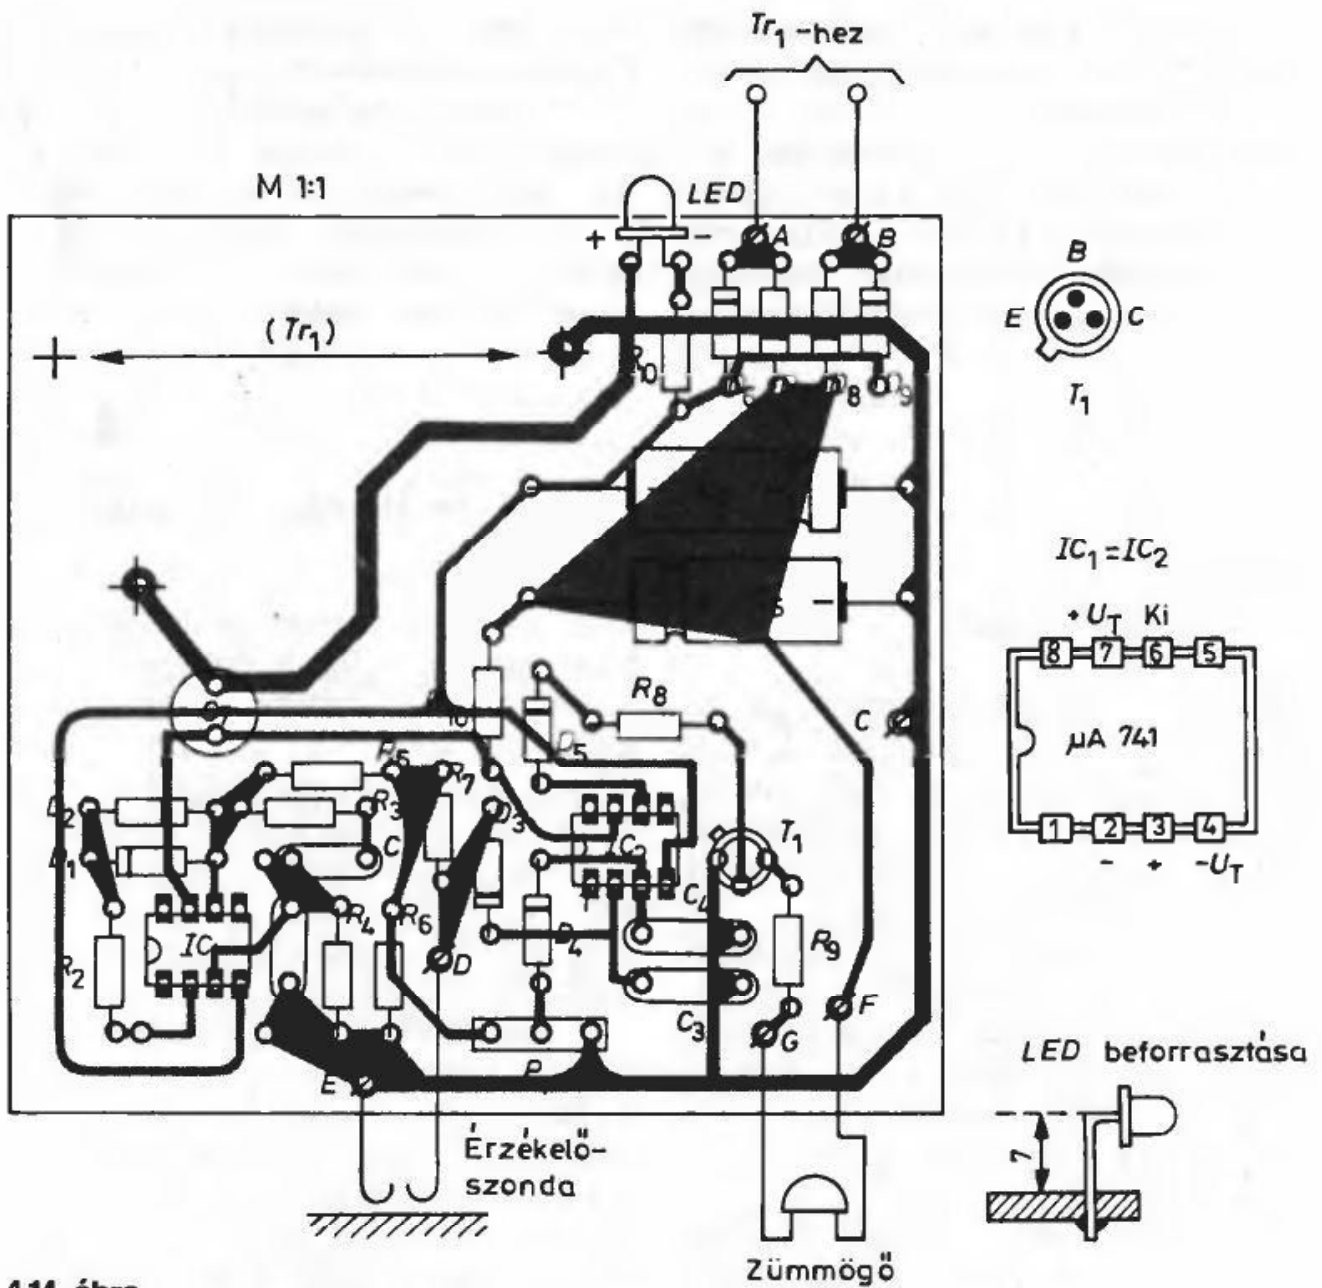 Tr1-hez
M 1:1
LED
+ -
A
B
(Tr1)
R10
D6
D8
D9
B
E
C
T1
IC1=IC2
+UT Ki
8 7 6 5
µA 741
1 2 3 4
- + -UT
R8
C
D5
R5
R7
D2
R3
D3
T1
D1
C
C4
R4
R6
IC
R2
D
D4
R9
C3
F
G
P
E
LED beforrasztása
7
Érzékelő-
szonda
Zümmögő
4.14. ábra